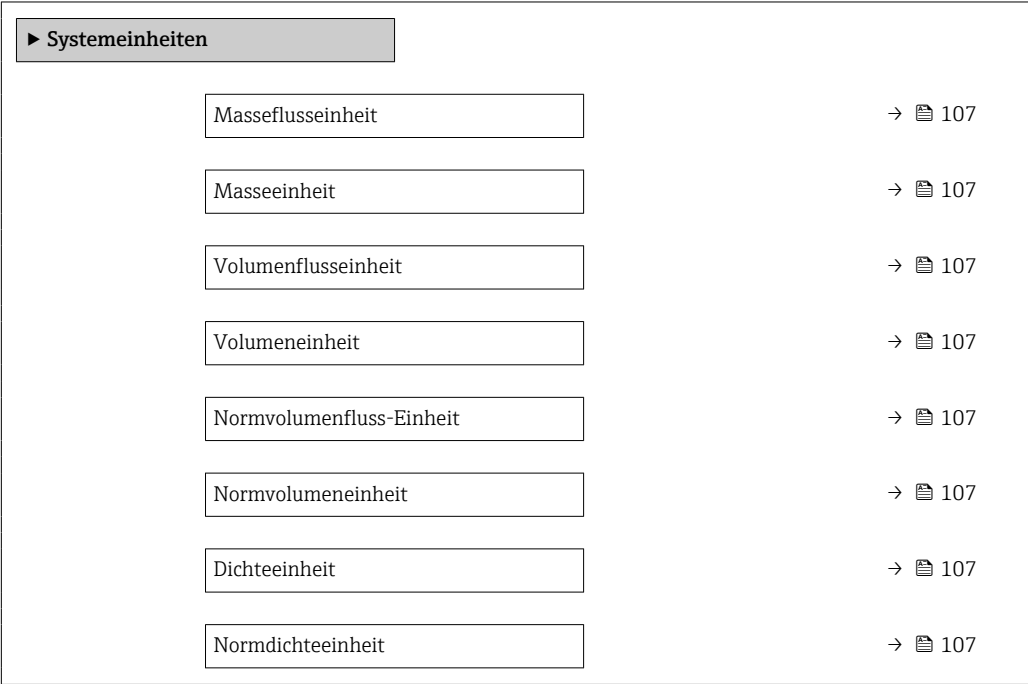 ► Systemeinheiten
Masseflusseinheit → 107
Masseeinheit → 107
Volumenflusseinheit → 107
Volumeneinheit → 107
Normvolumenfluss-Einheit → 107
Normvolumeneinheit → 107
Dichteeinheit → 107
Normdichteeinheit → 107